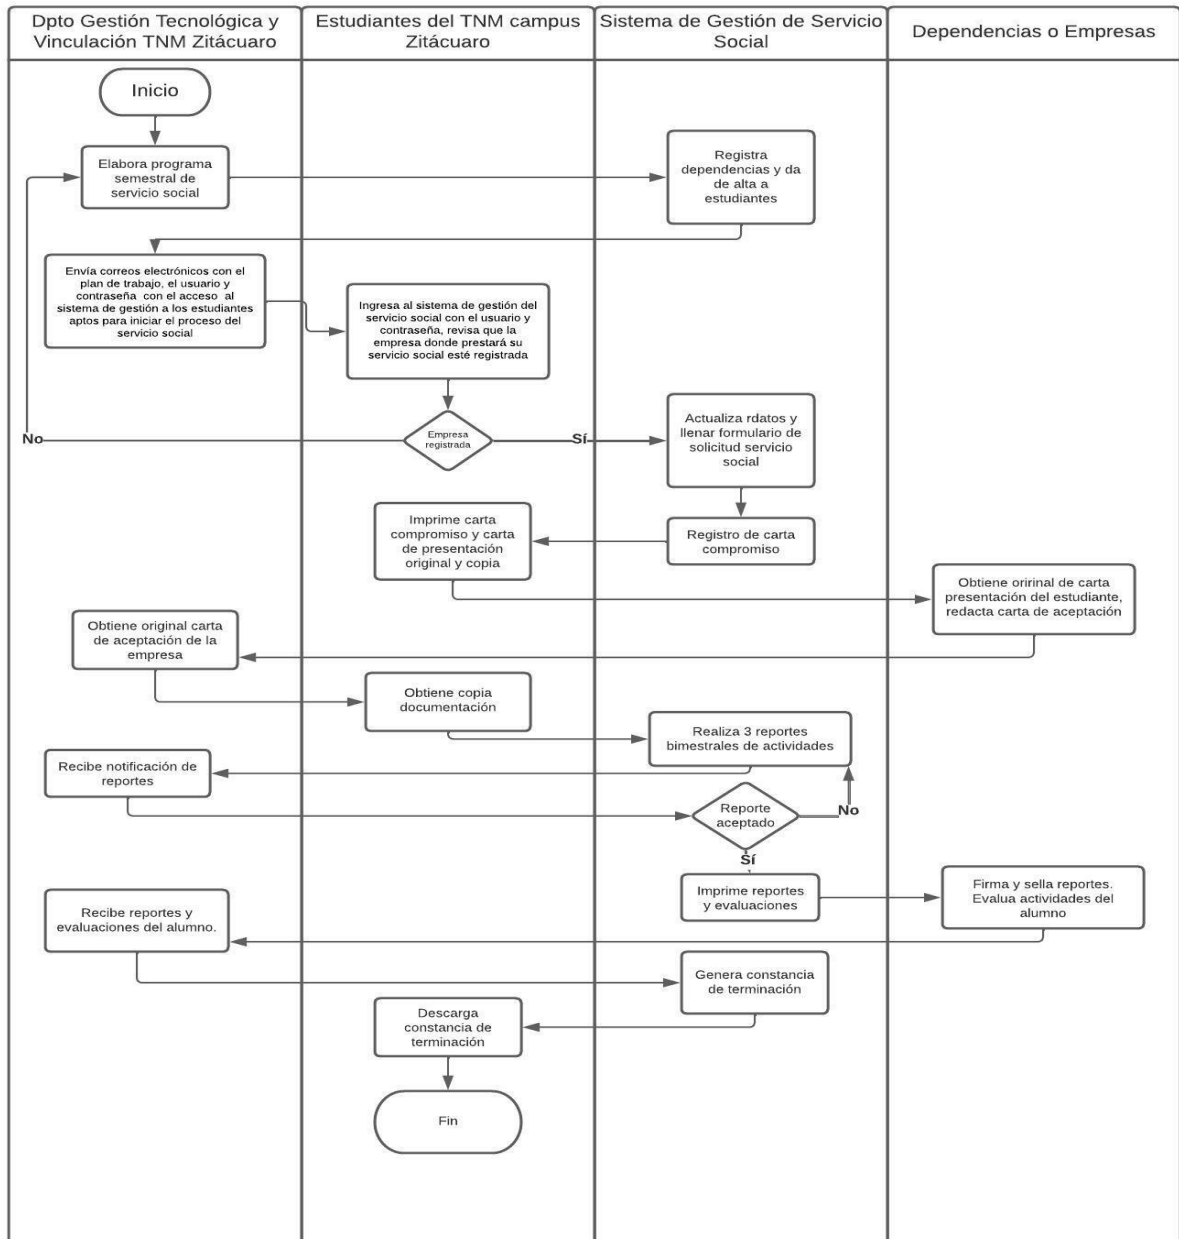 Dpto Gestión Tecnológica y
Vinculación TNM Zitácuaro
Estudiantes del TNM campus
Zitácuaro
Sistema de Gestión de Servicio
Social
Dependencias o Empresas
Inicio
Elabora programa
semestral de
servicio social
Registra
dependencias y da
de alta a
estudiantes
Envía correos electrónicos con el
plan de trabajo, el usuario y
contraseña con el acceso al
sistema de gestión a los estudiantes
aptos para iniciar el proceso del
servicio social
Ingresa al sistema de gestión del
servicio social con el usuario y
contraseña, revisa que la
empresa donde prestará su
servicio social esté registrada
No
Empresa
registrada
Sí
Actualiza rdatos y
llenar formulario de
solicitud servicio
social
Imprime carta
compromiso y carta
de presentación
original y copia
Registro de carta
compromiso
Obtiene oririnal de carta
presentación del estudiante,
redacta carta de aceptación
Obtiene original carta
de aceptación de la
empresa
Obtiene copia
documentación
Realiza 3 reportes
bimestrales de actividades
Recibe notificación de
reportes
Reporte
aceptado
No
Sí
Imprime reportes
y evaluaciones
Firma y sella reportes.
Evalua actividades del
alumno
Recibe reportes y
evaluaciones del alumno.
Genera constancia
de terminación
Descarga
constancia de
terminación
Fin